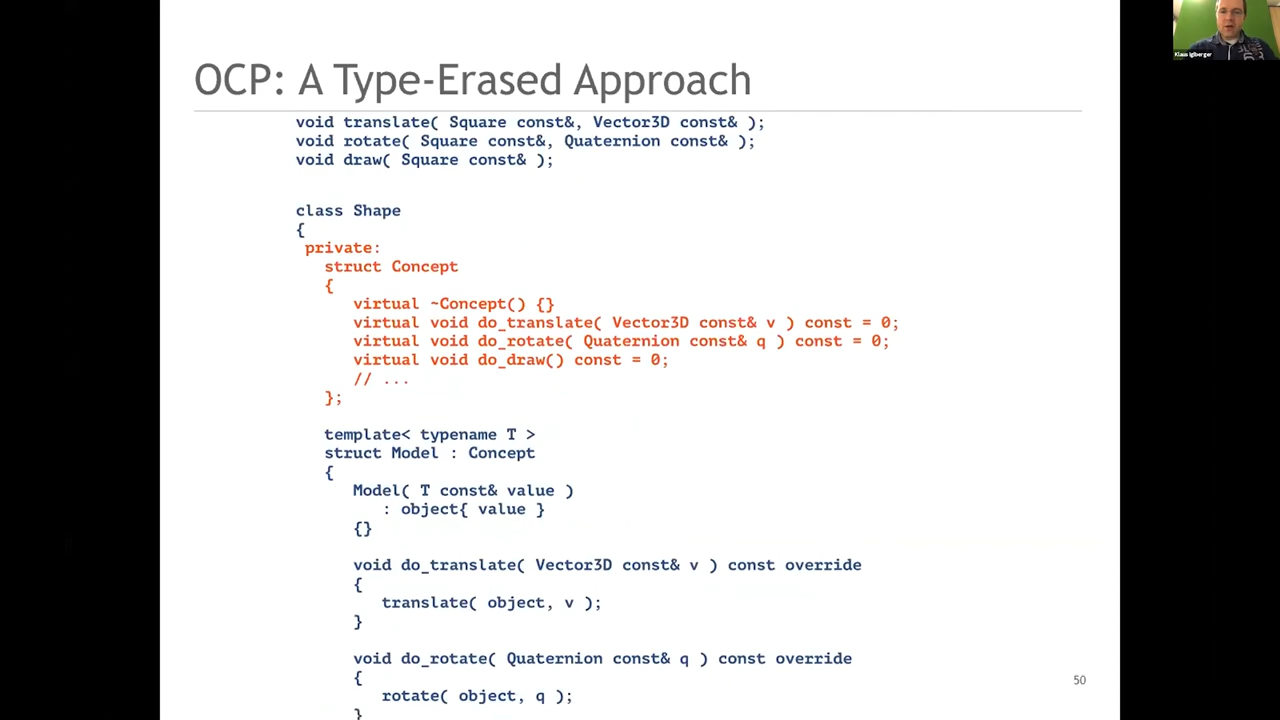 Klaus Iglberger
OCP: A Type-Erased Approach
void translate( Square const&, Vector3D const& );
void rotate( Square const&, Quaternion const& );
void draw( Square const& );
class Shape
{
private:
struct Concept
{
virtual ~Concept() {}
virtual void do_translate( Vector3D const& v ) const = 0;
virtual void do_rotate( Quaternion const& q ) const = 0;
virtual void do_draw() const = 0;
// ...
};
template< typename T >
struct Model : Concept
{
Model( T const& value )
: object{ value }
{}
void do_translate( Vector3D const& v ) const override
{
translate( object, v );
}
void do_rotate( Quaternion const& q ) const override
{
rotate( object, q );
}
50